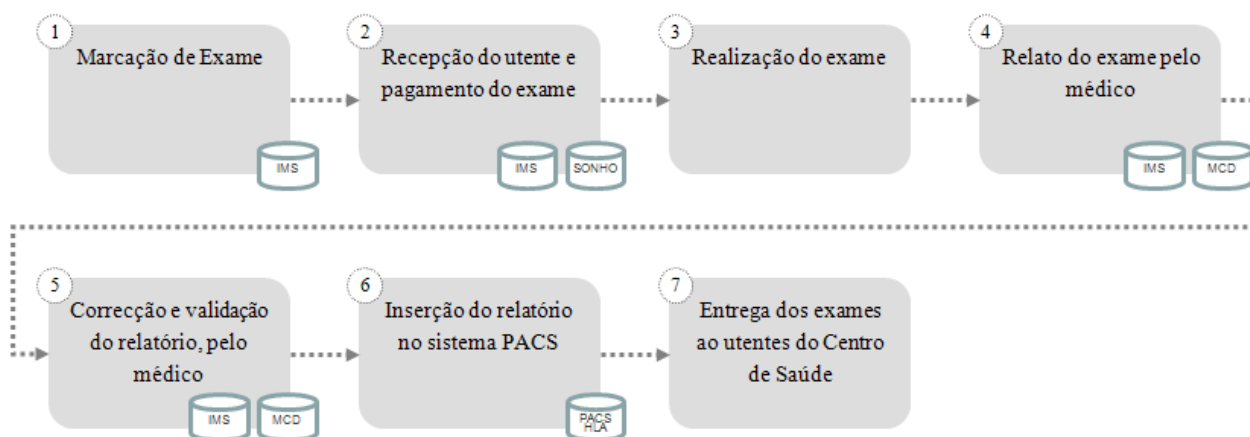 1
Marcação de Exame
IMS
2
Recepção do utente e
pagamento do exame
IMS
SONHO
3
Realização do exame
4
Relato do exame pelo
médico
IMS
MCD
5
Correcção e validação
do relatório, pelo
médico
IMS
MCD
6
Inserção do relatório
no sistema PACS
PACS
HLA
7
Entrega dos exames
ao utentes do Centro
de Saúde